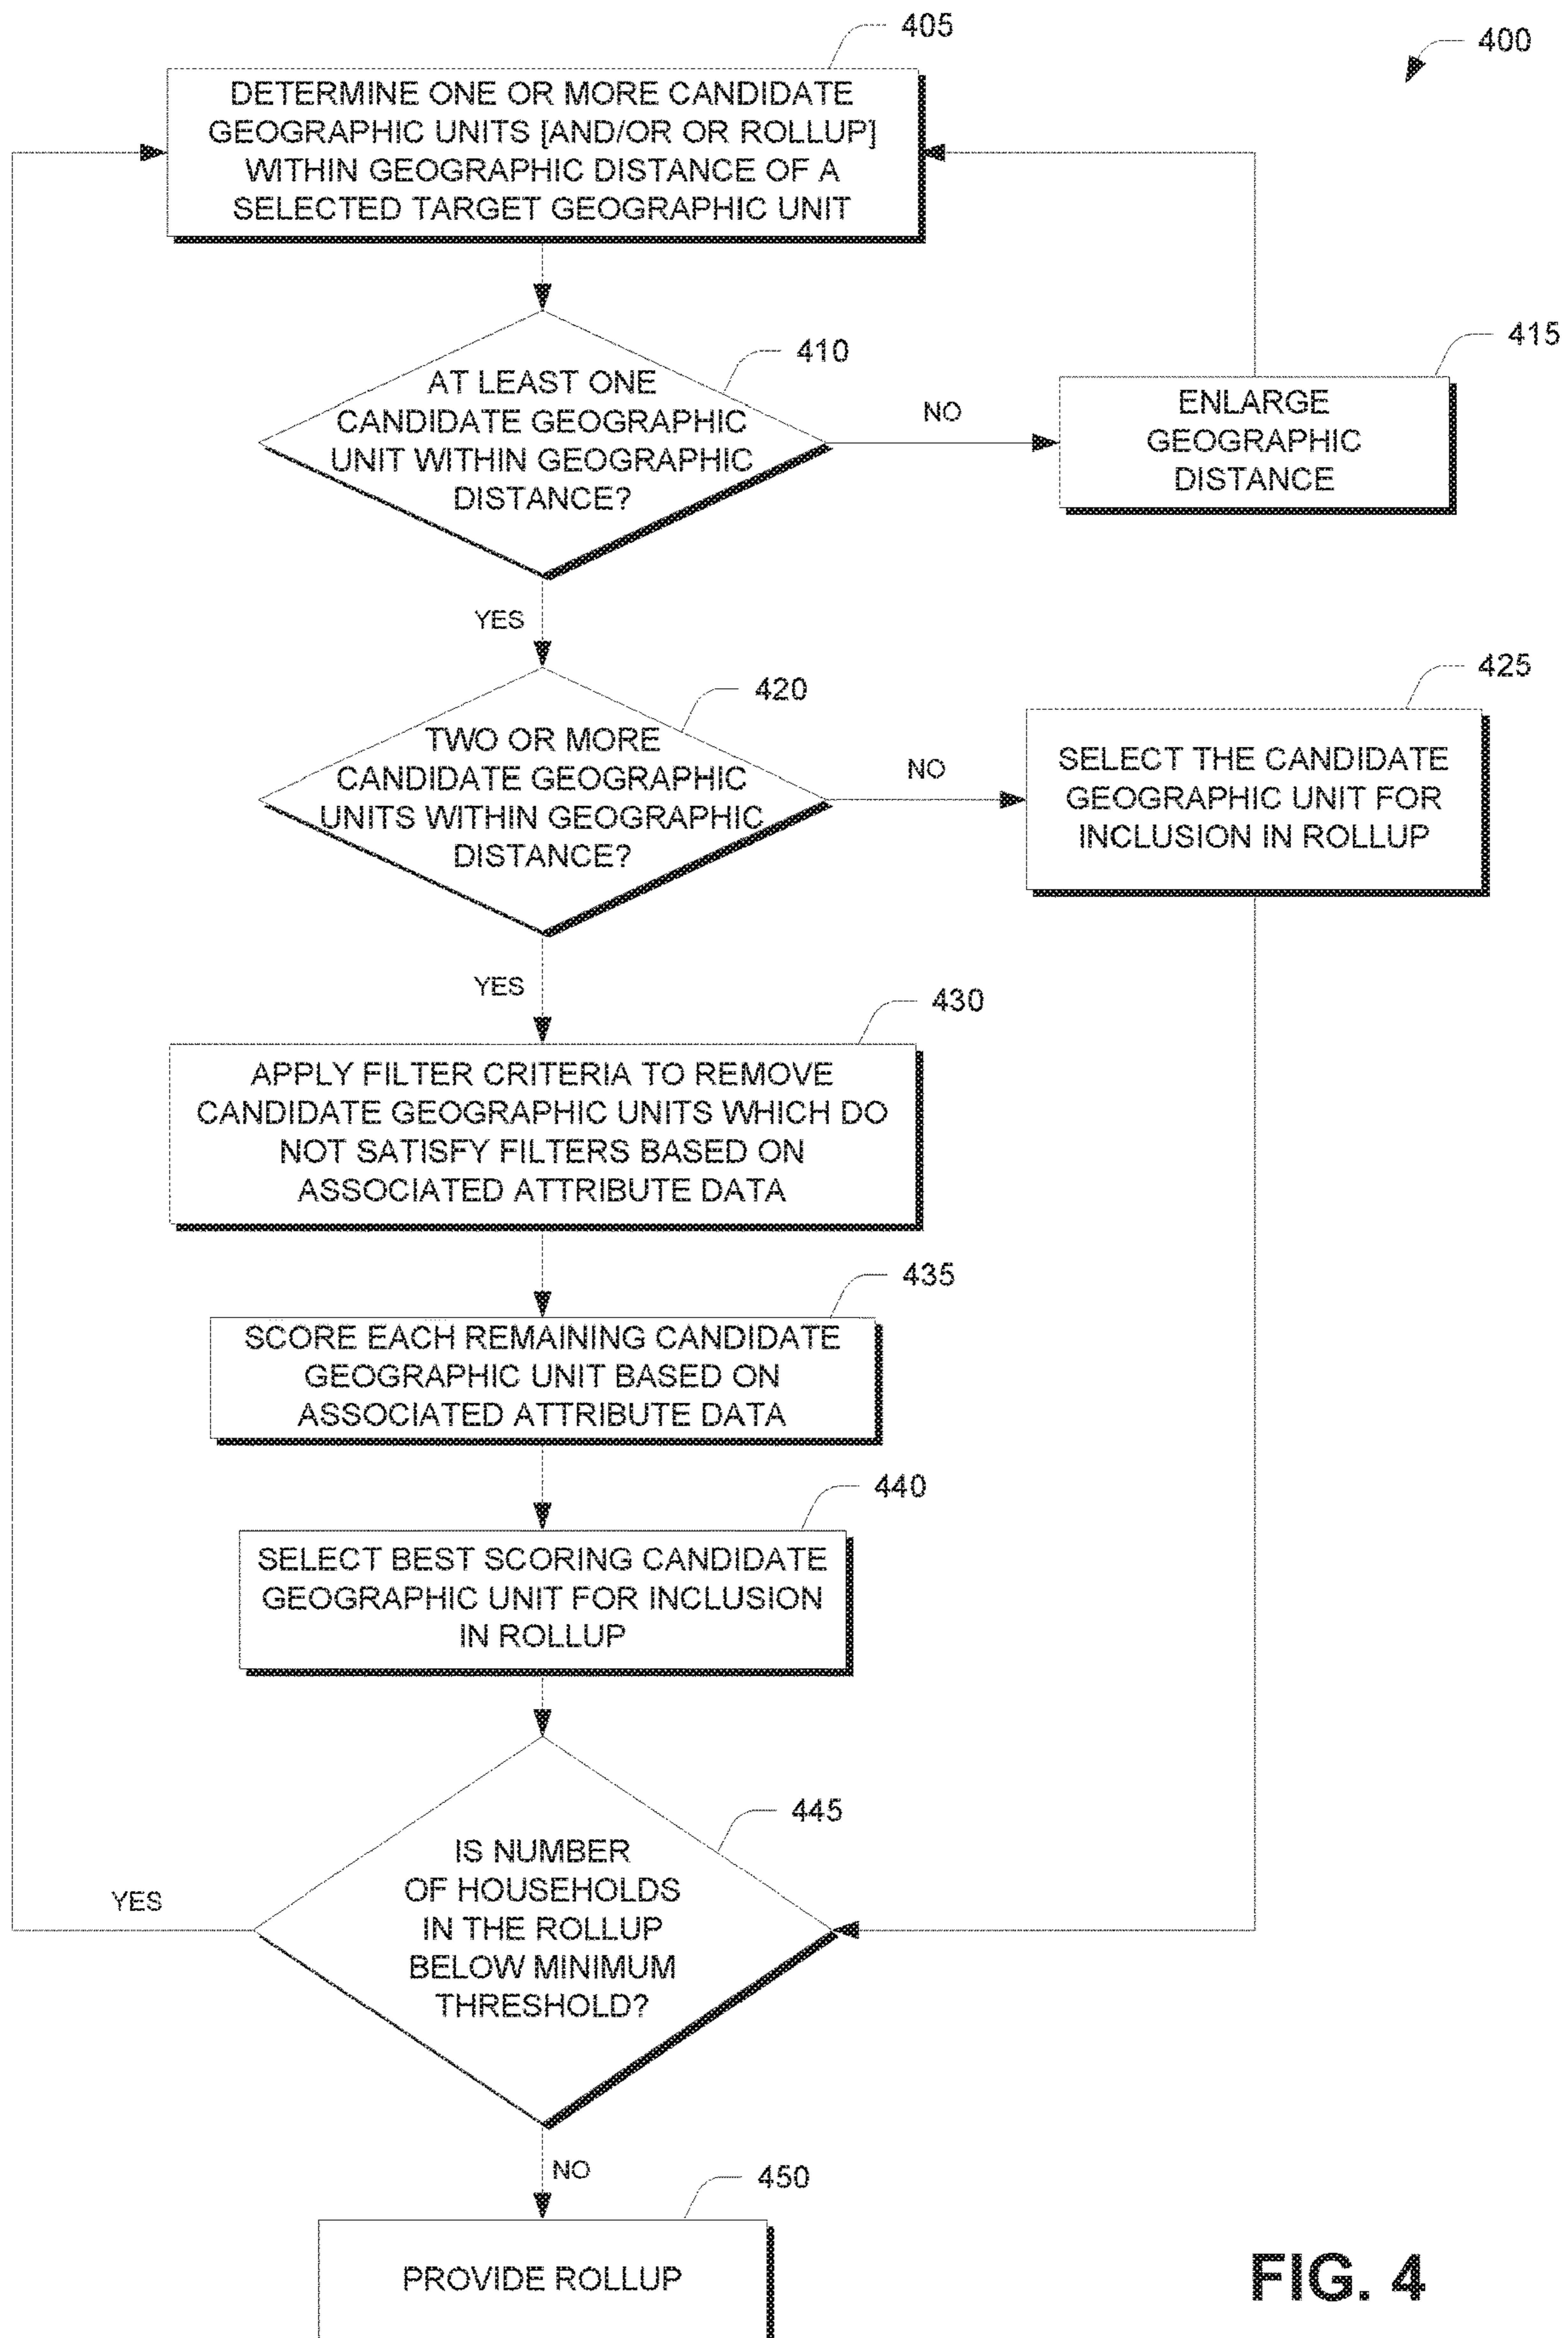 405
400
DETERMINE ONE OR MORE CANDIDATE
GEOGRAPHIC UNITS [AND/OR OR ROLLUP]
WITHIN GEOGRAPHIC DISTANCE OF A
SELECTED TARGET GEOGRAPHIC UNIT
410
AT LEAST ONE
CANDIDATE GEOGRAPHIC
UNIT WITHIN GEOGRAPHIC
DISTANCE?
NO
415
ENLARGE
GEOGRAPHIC
DISTANCE
YES
420
TWO OR MORE
CANDIDATE GEOGRAPHIC
UNITS WITHIN GEOGRAPHIC
DISTANCE?
NO
425
SELECT THE CANDIDATE
GEOGRAPHIC UNIT FOR
INCLUSION IN ROLLUP
YES
430
APPLY FILTER CRITERIA TO REMOVE
CANDIDATE GEOGRAPHIC UNITS WHICH DO
NOT SATISFY FILTERS BASED ON
ASSOCIATED ATTRIBUTE DATA
435
SCORE EACH REMAINING CANDIDATE
GEOGRAPHIC UNIT BASED ON
ASSOCIATED ATTRIBUTE DATA
440
SELECT BEST SCORING CANDIDATE
GEOGRAPHIC UNIT FOR INCLUSION
IN ROLLUP
445
IS NUMBER
OF HOUSEHOLDS
IN THE ROLLUP
BELOW MINIMUM
THRESHOLD?
YES
NO
450
PROVIDE ROLLUP
FIG. 4